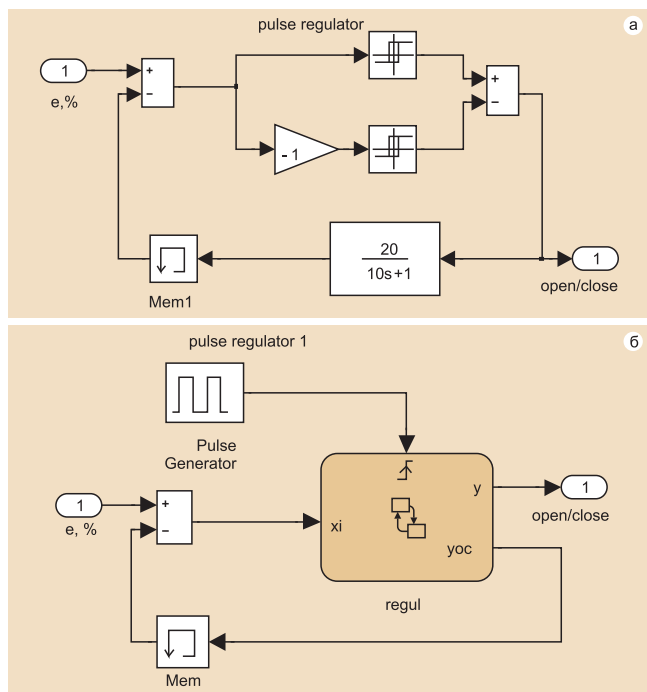 pulse regulator
а
1
+
−
e,%
+
−
- 1
20
10s+1
1
open/close
Mem1
pulse regulator 1
б
Pulse
Generator
1
+
−
e, %
xi
y
yoc
1
open/close
regul
Mem